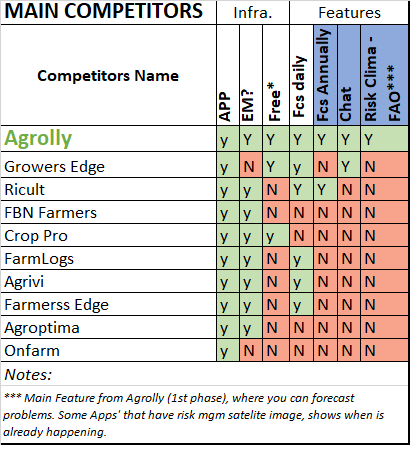 MAIN COMPETITORS Infra. Features
Competitors Name APP EM? Free* Fcs daily Fcs Annually Chat Risk Clima - FAO***
Agrolly y Y Y Y Y Y Y
Growers Edge y N Y y N Y N
Ricult y y N Y Y N N
FBN Farmers y y N N N N N
Crop Pro y y y N N N N
FarmLogs y y N y N N N
Agrivi y y N y N N N
Farmerss Edge y y N y N N N
Agroptima y y N N N N N
Onfarm y N N N N N N
Notes:
*** Main Feature from Agrolly (1st phase), where you can forecast
problems. Some Apps' that have risk mgm satelite image, shows when is
already happening.